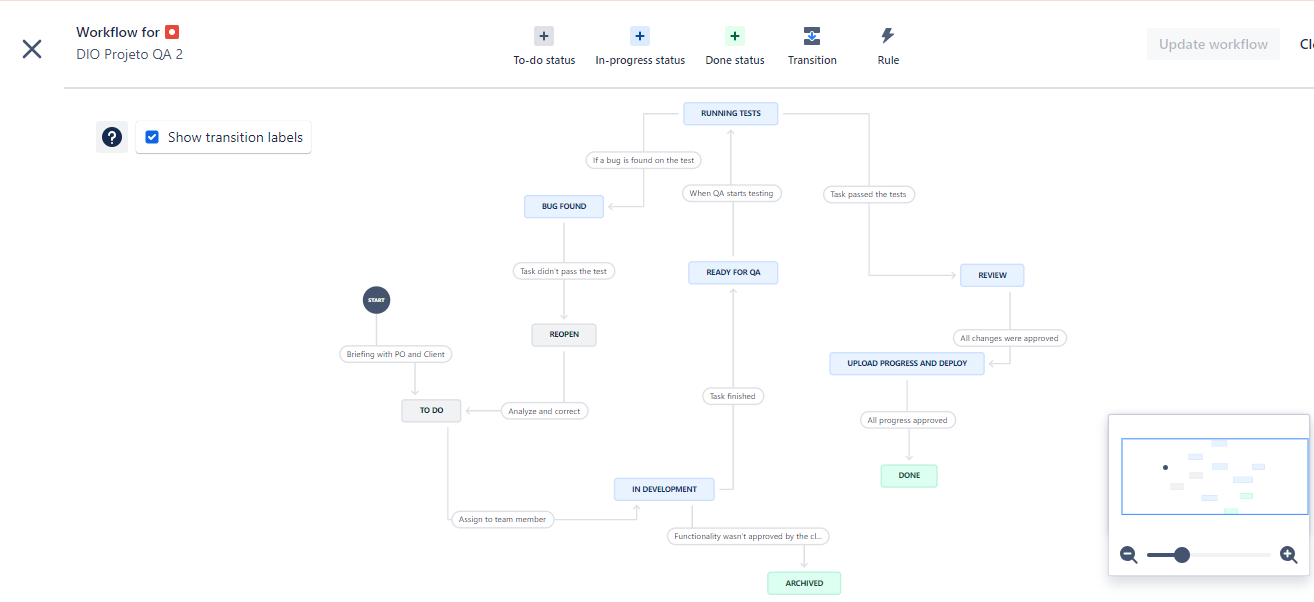 Workflow for
DIO Projeto QA 2
To-do status
In-progress status
Done status
Transition
Rule
Update workflow
Show transition labels
RUNNING TESTS
If a bug is found on the test
When QA starts testing
Task passed the tests
BUG FOUND
Task didn't pass the test
READY FOR QA
REVIEW
START
REOPEN
All changes were approved
Briefing with PO and Client
UPLOAD PROGRESS AND DEPLOY
Task finished
TO DO
Analyze and correct
All progress approved
DONE
IN DEVELOPMENT
Assign to team member
Functionality wasn't approved by the cl...
ARCHIVED